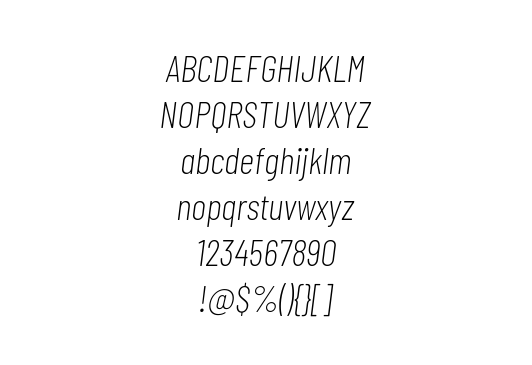 ABCDEFGHIJKLM
NOPQRSTUVWXYZ
abcdefghijklm
nopqrstuvwxyz
1234567890
!@$%(){}[]